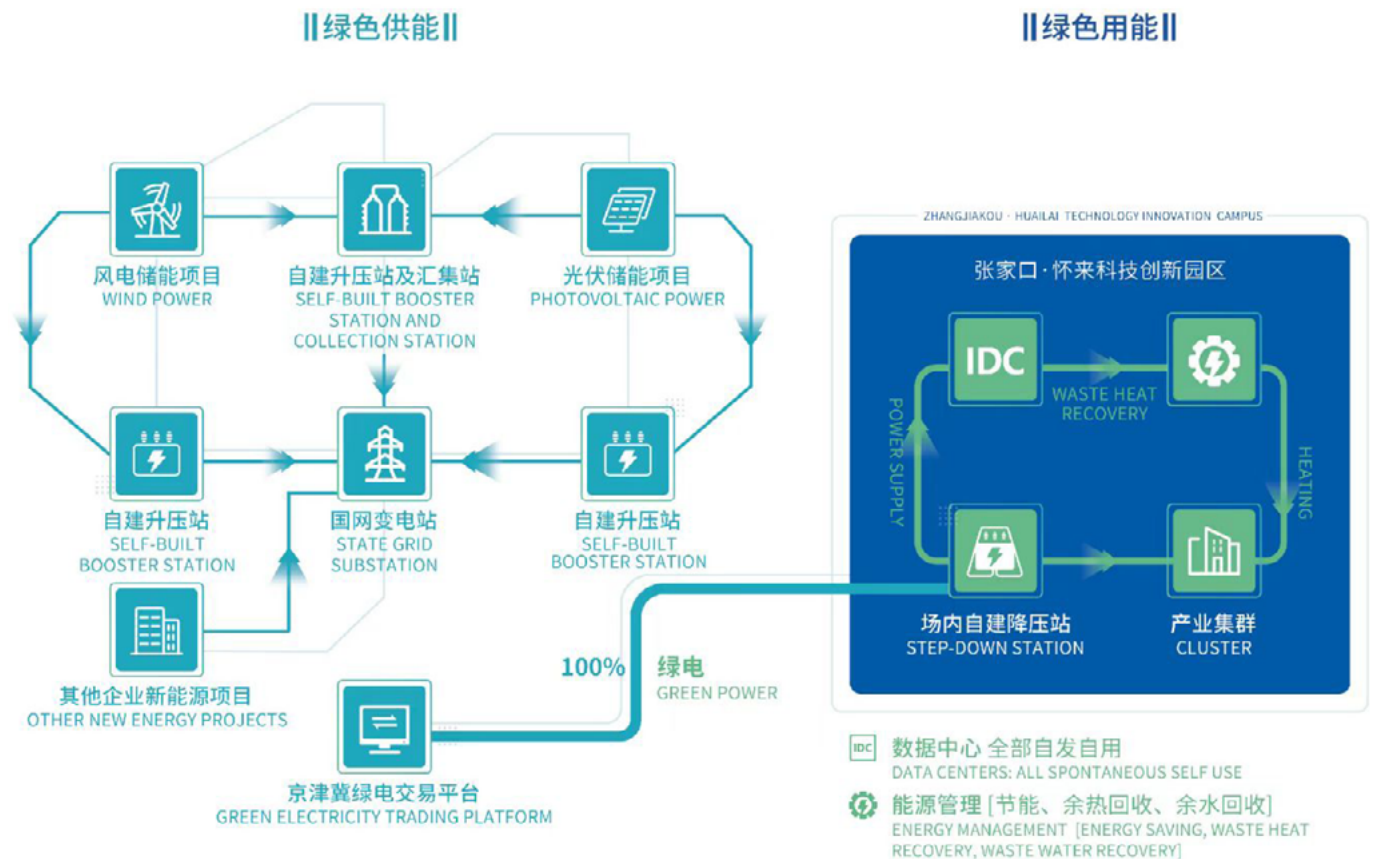 绿色供能
绿色用能
风电储能项目
WIND POWER
自建升压站及汇集站
SELF-BUILT BOOSTER
STATION AND
COLLECTION STATION
光伏储能项目
PHOTOVOLTAIC POWER
自建升压站
SELF-BUILT
BOOSTER STATION
国网变电站
STATE GRID
SUBSTATION
自建升压站
SELF-BUILT
BOOSTER STATION
其他企业新能源项目
OTHER NEW ENERGY PROJECTS
京津冀绿电交易平台
GREEN ELECTRICITY TRADING PLATFORM
100%
绿电
GREEN POWER
ZHANGJIAKOU · HUAILAI TECHNOLOGY INNOVATION CAMPUS
张家口·怀来科技创新园区
IDC
WASTE HEAT
RECOVERY
POWER SUPPLY
HEATING
场内自建降压站
STEP-DOWN STATION
产业集群
CLUSTER
IDC
数据中心 全部自发自用
DATA CENTERS: ALL SPONTANEOUS SELF USE
能源管理 [节能、余热回收、余水回收]
ENERGY MANAGEMENT [ENERGY SAVING, WASTE HEAT
RECOVERY, WASTE WATER RECOVERY]